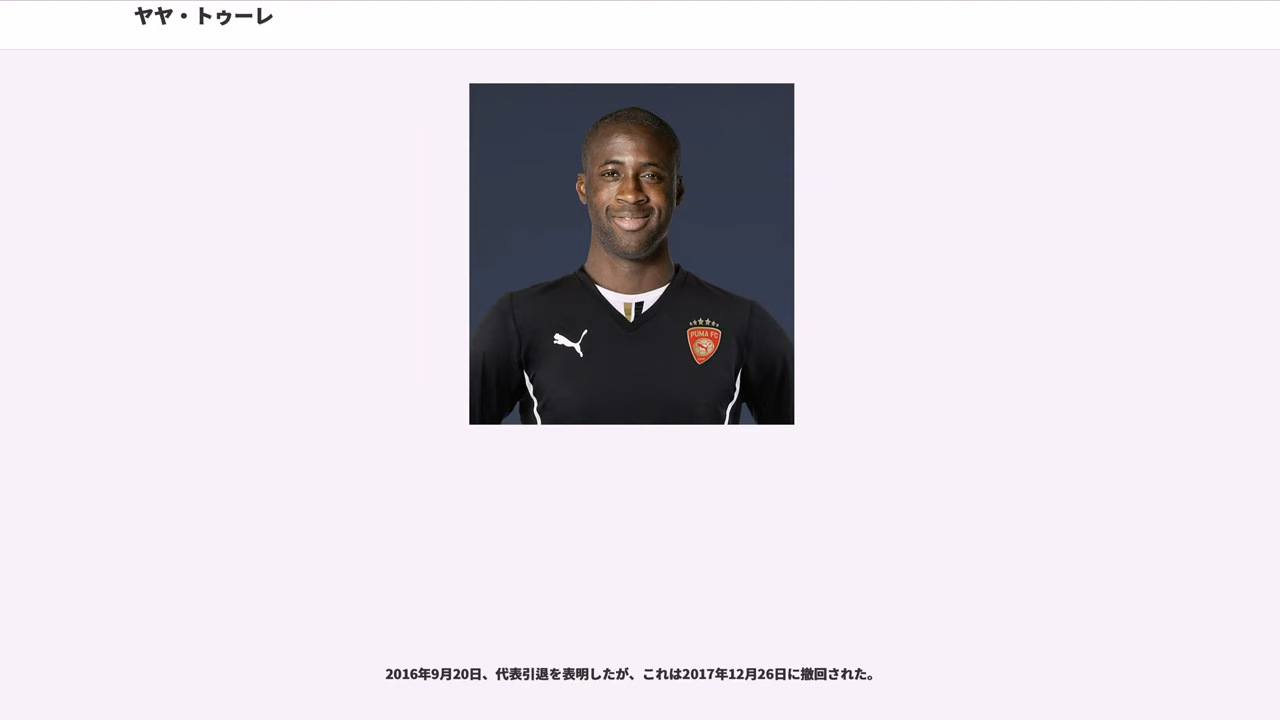 ヤヤ・トゥーレ
PUMA FC
2016年9月20日、代表引退を表明したが、これは2017年12月26日に撤回された。